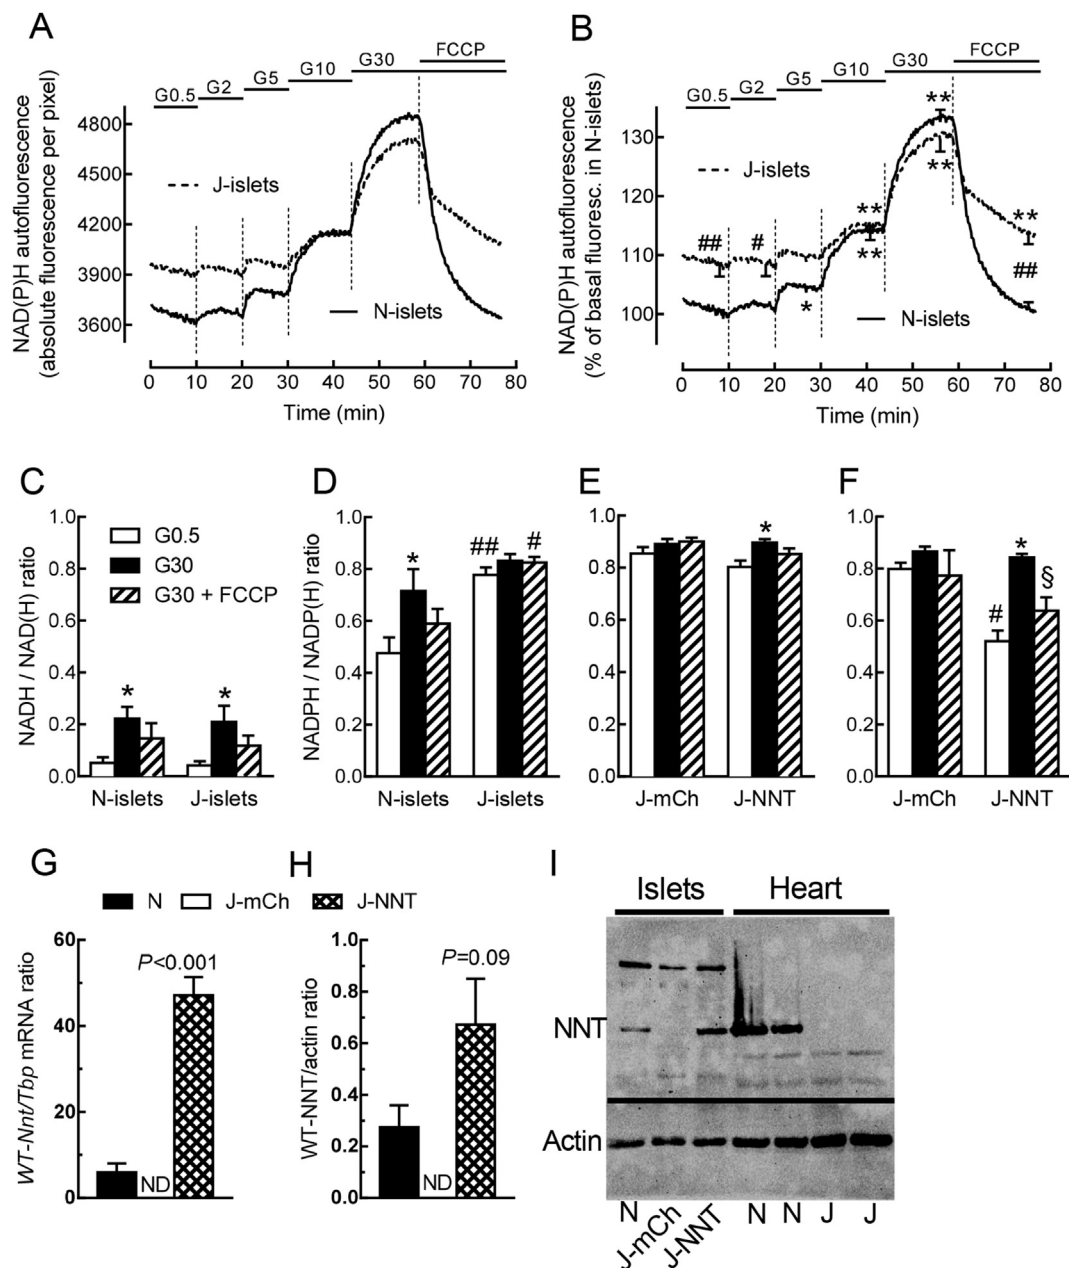 A
G0.5
G2
G5
G10
G30
FCCP
NAD(P)H autofluorescence
(absolute fluorescence per pixel)
4800
4500
4200
3900
3600
J-islets
N-islets
0 10 20 30 40 50 60 70 80
Time (min)
B
G0.5
G2
G5
G10
G30
FCCP
NAD(P)H autofluorescence
(% of basal fluoresc. in N-islets)
130
120
110
100
J-islets
N-islets
##
#
*
**
**
**
**
**
##
0 10 20 30 40 50 60 70 80
Time (min)
C
NADH / NAD(H) ratio
1.0
0.8
0.6
0.4
0.2
0.0
G0.5
G30
G30 + FCCP
* *
N-islets J-islets
D
NADPH / NADP(H) ratio
1.0
0.8
0.6
0.4
0.2
0.0
* ## #
N-islets J-islets
E
1.0
0.8
0.6
0.4
0.2
0.0
*
J-mCh J-NNT
F
1.0
0.8
0.6
0.4
0.2
0.0
# * §
J-mCh J-NNT
G
N J-mCh J-NNT
WT-Nnt/Tbp mRNA ratio
60
40
20
0
P<0.001
ND
H
WT-NNT/actin ratio
1.0
0.8
0.6
0.4
0.2
0.0
P=0.09
ND
I
Islets Heart
NNT
Actin
N J-mCh J-NNT N N J J